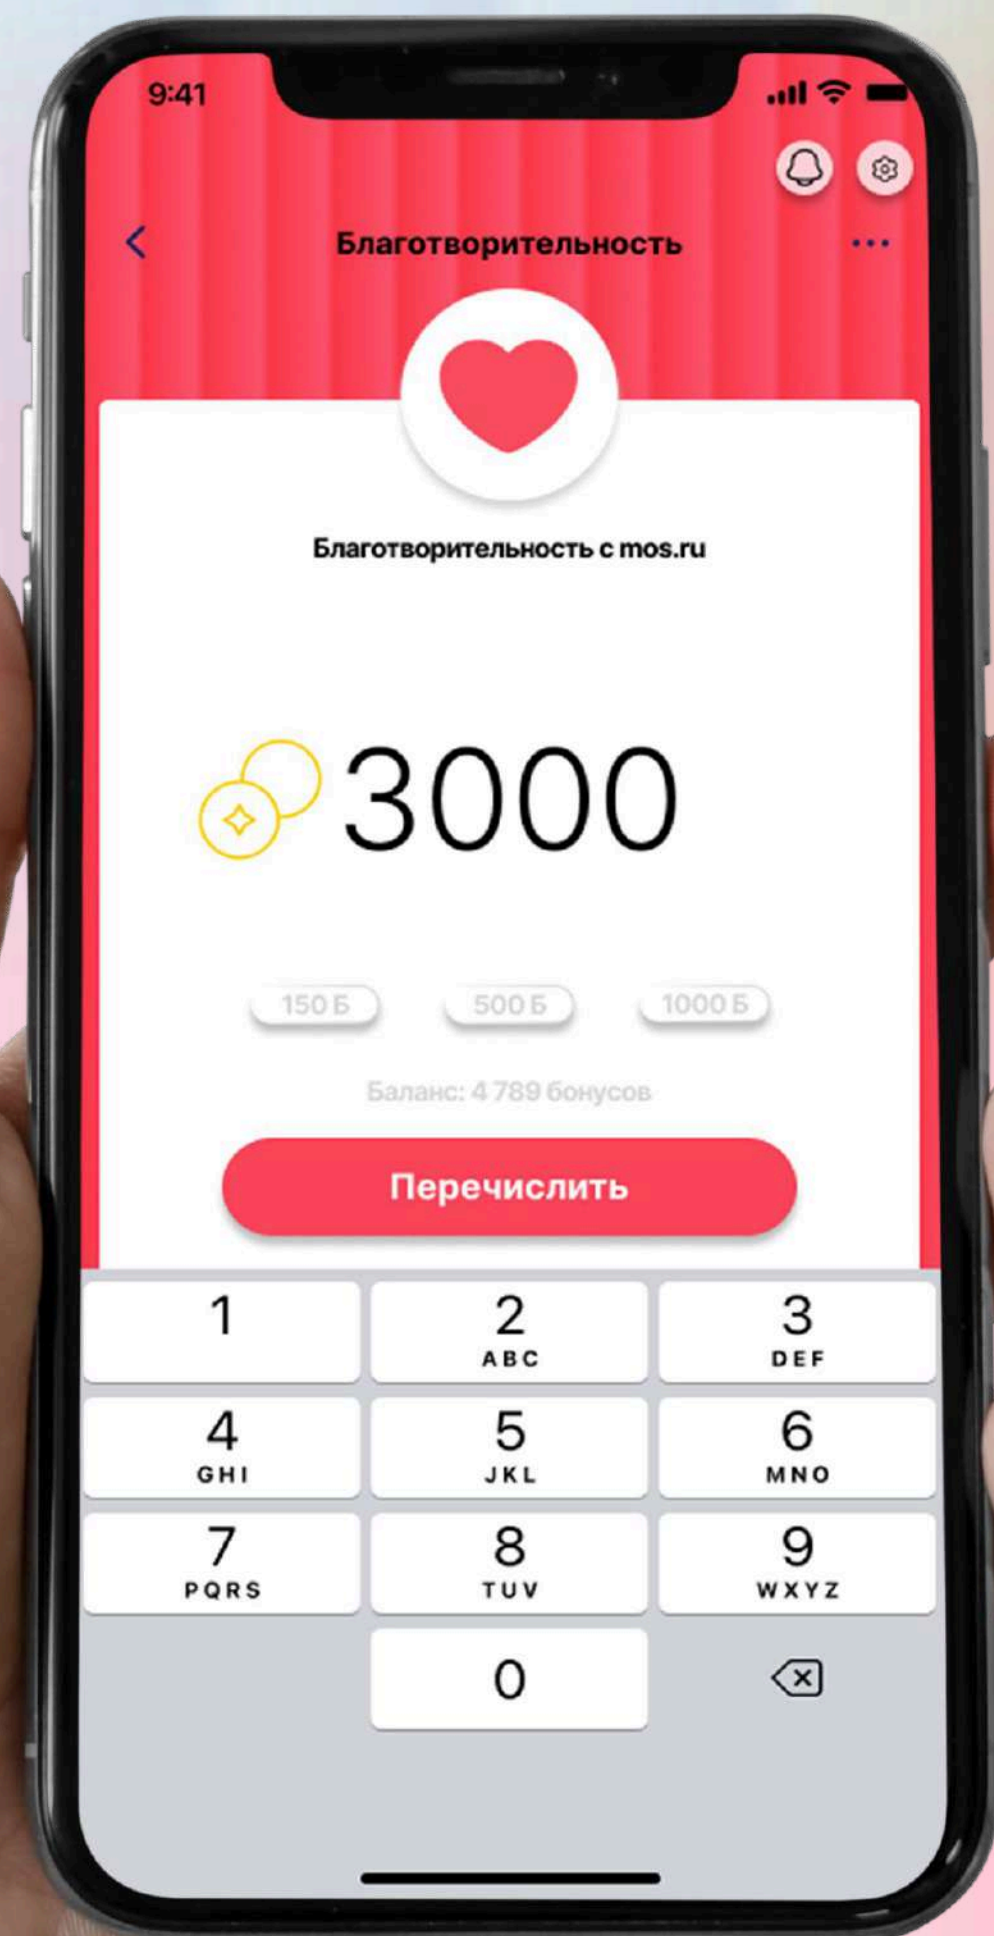 9:41
Благотворительность
Благотворительность с mos.ru
3000
150 Б 500 Б 1000 Б
Баланс: 4 789 бонусов
Перечислить
1 2 3
ABC DEF
4 5 6
GHI JKL MNO
7 8 9
PQRS TUV WXYZ
0